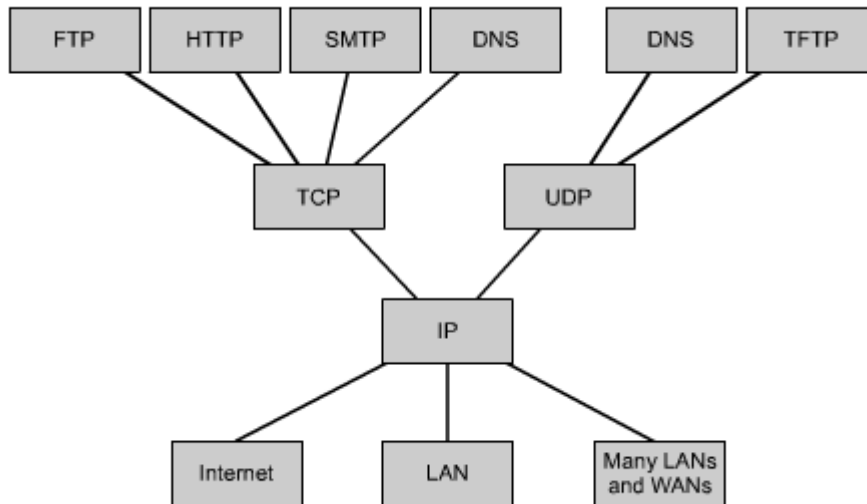 FTP
HTTP
SMTP
DNS
DNS
TFTP
TCP
UDP
IP
Internet
LAN
Many LANs
and WANs